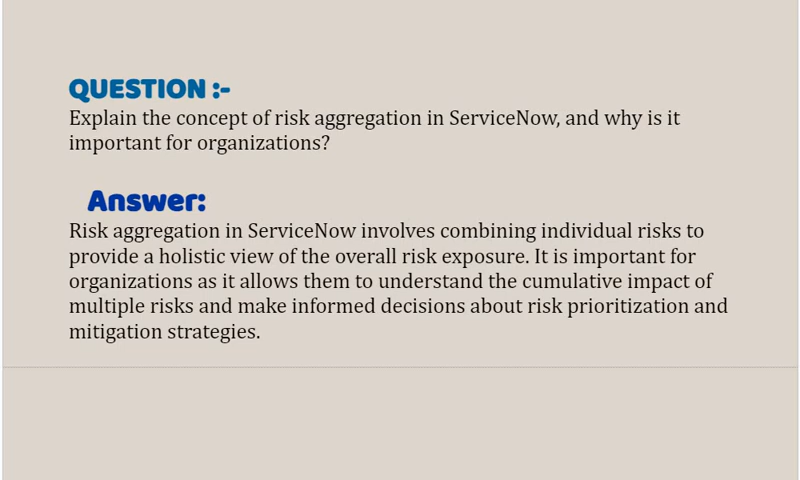 QUESTION :-
Explain the concept of risk aggregation in ServiceNow, and why is it
important for organizations?
Answer:
Risk aggregation in ServiceNow involves combining individual risks to
provide a holistic view of the overall risk exposure. It is important for
organizations as it allows them to understand the cumulative impact of
multiple risks and make informed decisions about risk prioritization and
mitigation strategies.